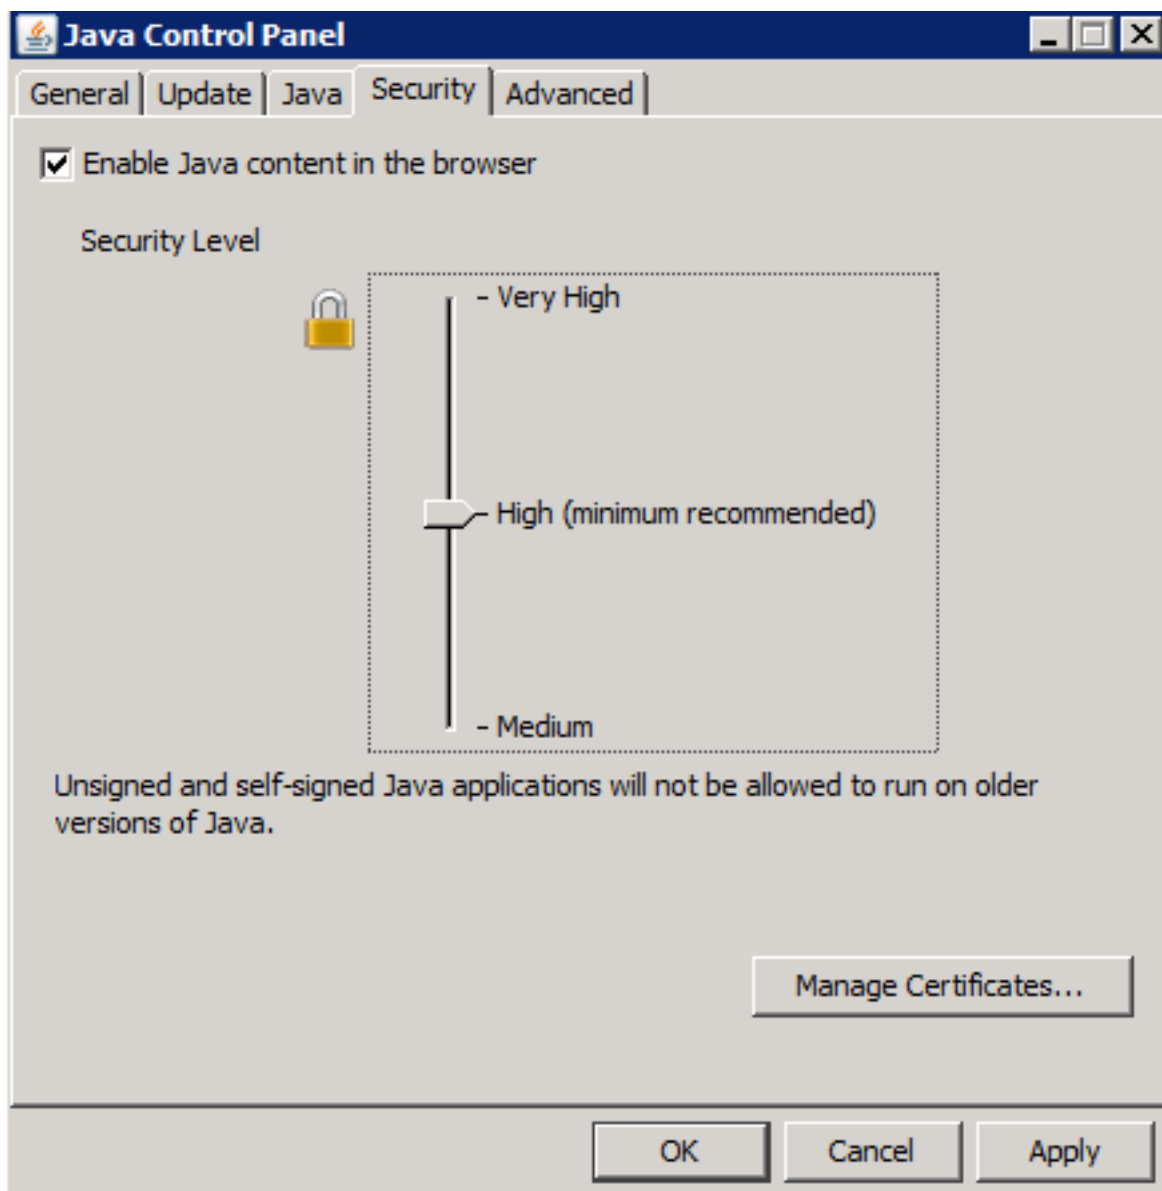 Java Control Panel
General Update Java Security Advanced
Enable Java content in the browser
Security Level
- Very High
- High (minimum recommended)
- Medium
Unsigned and self-signed Java applications will not be allowed to run on older
versions of Java.
Manage Certificates...
OK Cancel Apply